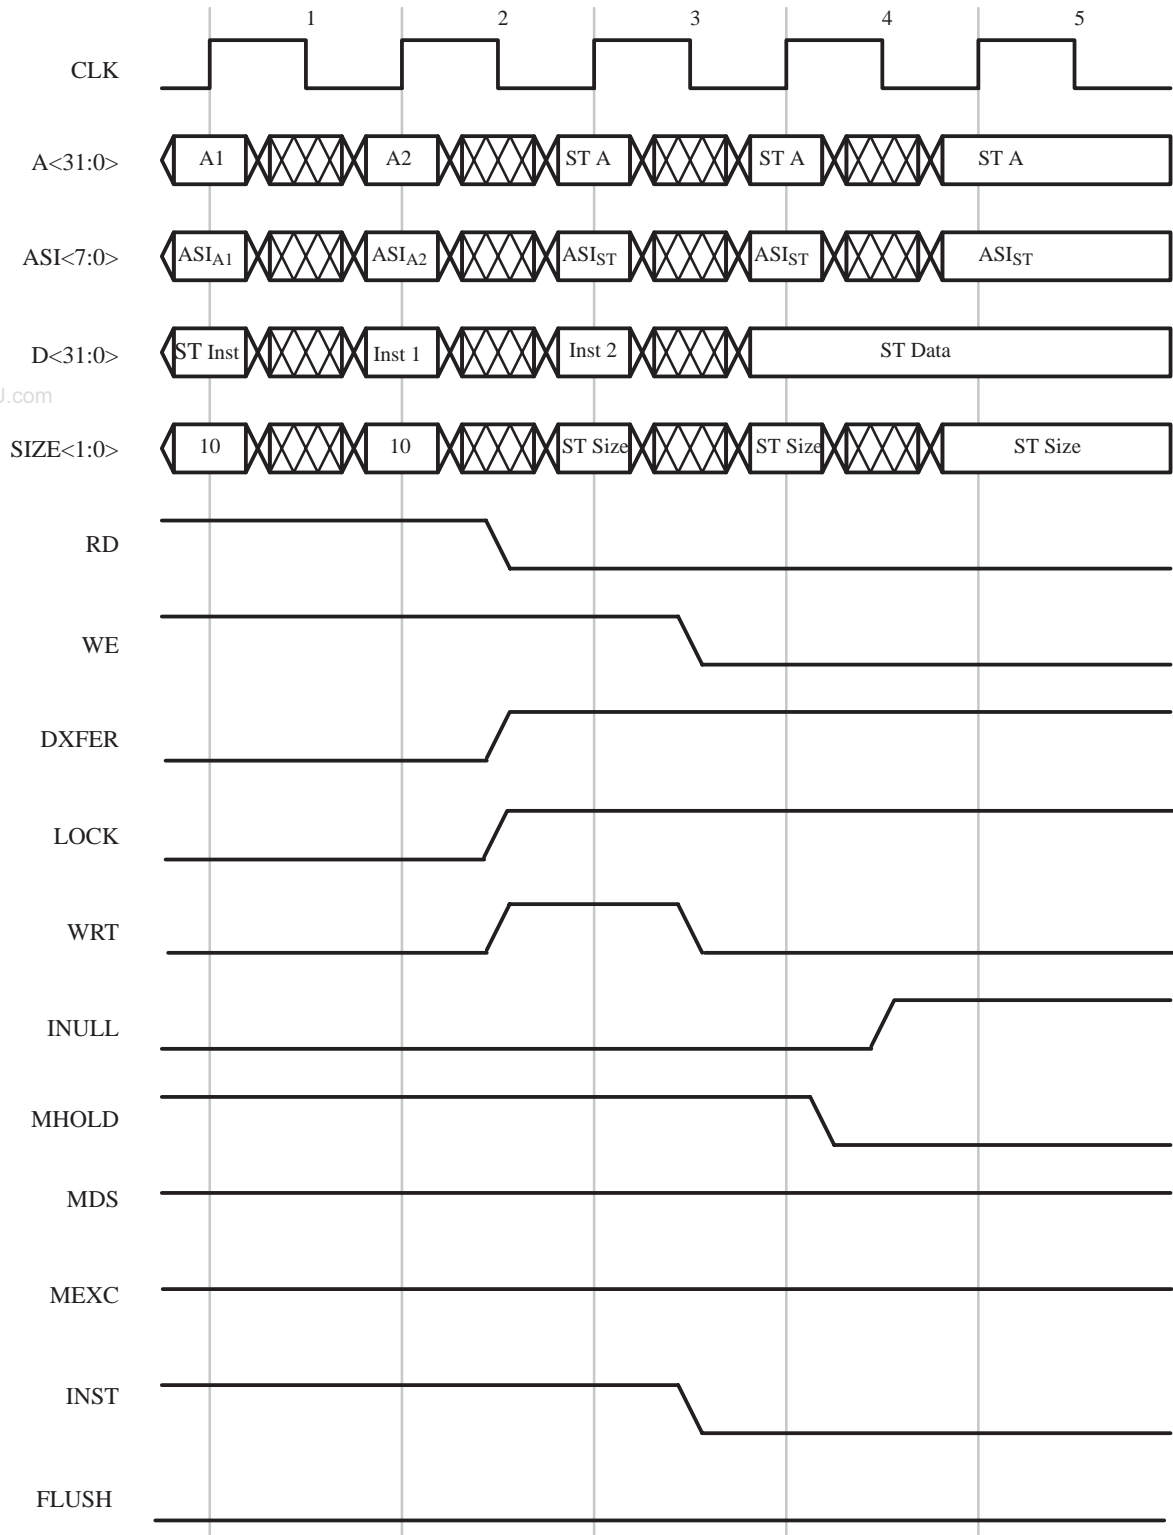 1 2 3 4 5
CLK
A<31:0> A1 A2 ST A ST A ST A
ASI<7:0> ASIA1 ASIA2 ASIST ASIST ASIST
D<31:0> ST Inst Inst 1 Inst 2 ST Data
J.com
SIZE<1:0> 10 10 ST Size ST Size ST Size
RD
WE
DXFER
LOCK
WRT
INULL
MHOLD
MDS
MEXC
INST
FLUSH